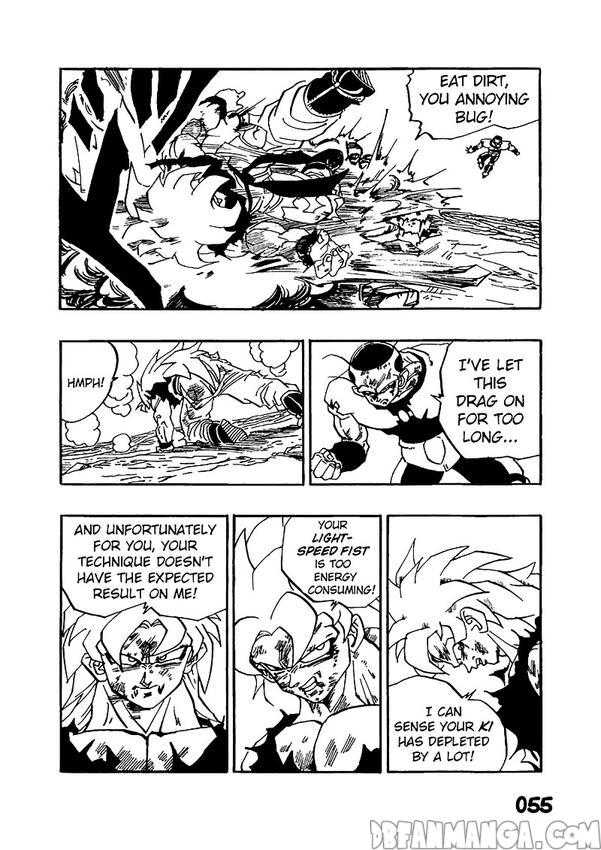 EAT DIRT,
YOU ANNOYING
BUG!
HMPH!
I'VE LET
THIS
DRAG ON
FOR TOO
LONG...
AND UNFORTUNATELY
FOR YOU, YOUR
TECHNIQUE DOESN'T
HAVE THE EXPECTED
RESULT ON ME!
YOUR
LIGHT-
SPEED FIST
IS TOO
ENERGY
CONSUMING!
I CAN
SENSE YOUR KI
HAS DEPLETED
BY A LOT!
055
DBFANMANGA.COM